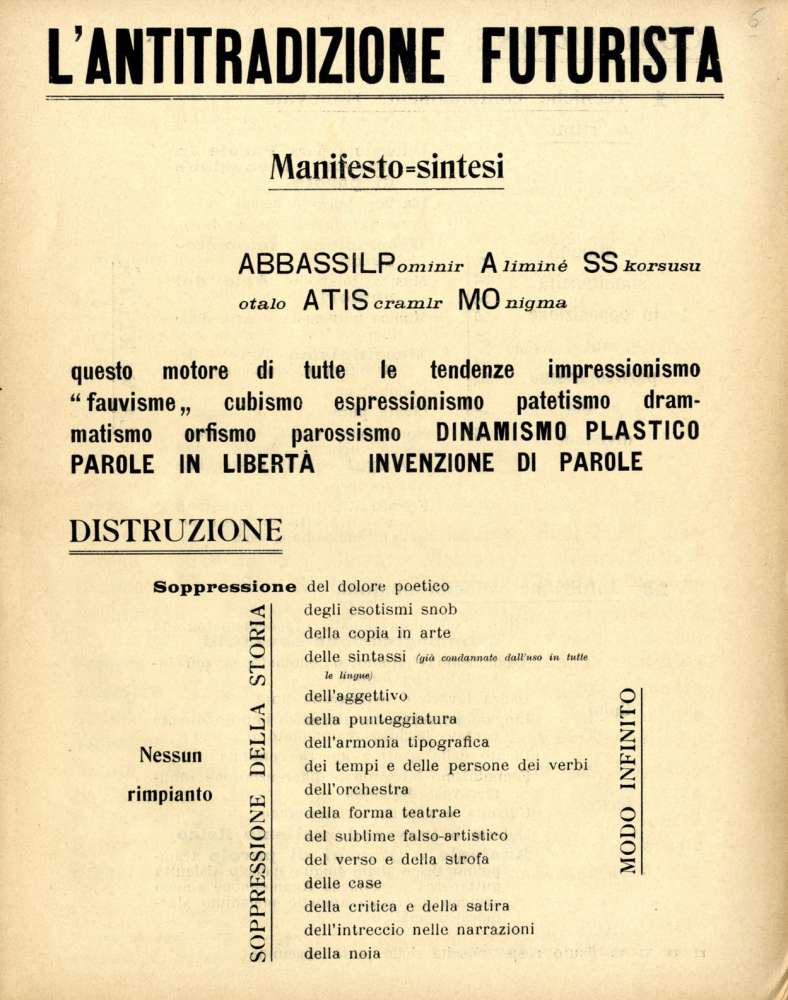 6
L'ANTITRADIZIONE FUTURISTA
Manifesto=sintesi
ABBASSILPominir Aliminé SSkorsusu
otalo ATIScramlr MOnigma
questo motore di tutte le tendenze impressionismo
“ fauvisme „ cubismo espressionismo patetismo dram-
matismo orfismo parossismo DINAMISMO PLASTICO
PAROLE IN LIBERTÀ INVENZIONE DI PAROLE
DISTRUZIONE
Soppressione del dolore poetico
SOPPRESSIONE DELLA STORIA
degli esotismi snob
della copia in arte
delle sintassi (già condannate dall'uso in tutte
le lingue)
dell'aggettivo
della punteggiatura
dell'armonia tipografica
dei tempi e delle persone dei verbi
dell'orchestra
della forma teatrale
del sublime falso-artistico
del verso e della strofa
delle case
della critica e della satira
dell'intreccio nelle narrazioni
della noia
Nessun
rimpianto
MODO INFINITO